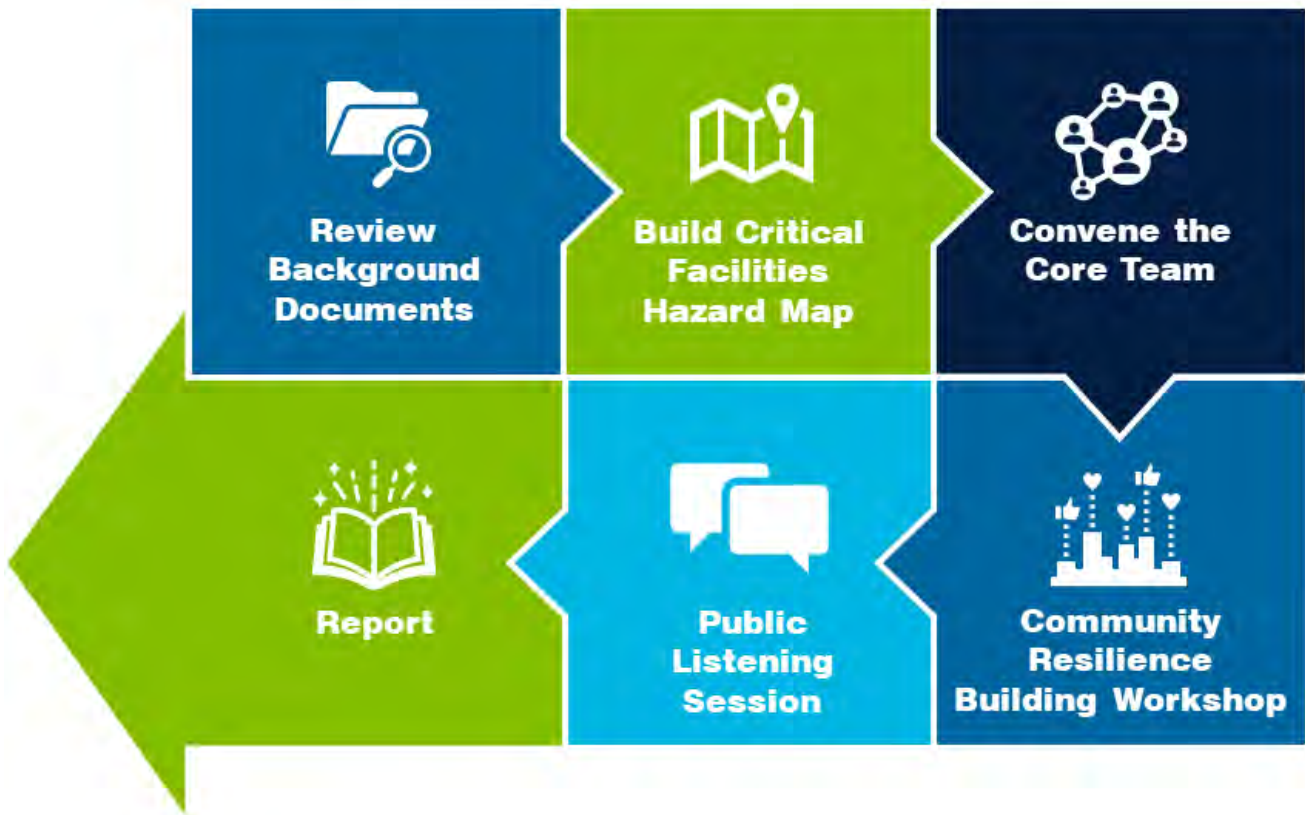 Review
Background
Documents
Build Critical
Facilities
Hazard Map
Convene the
Core Team
Community
Resilience
Building Workshop
Public
Listening
Session
Report